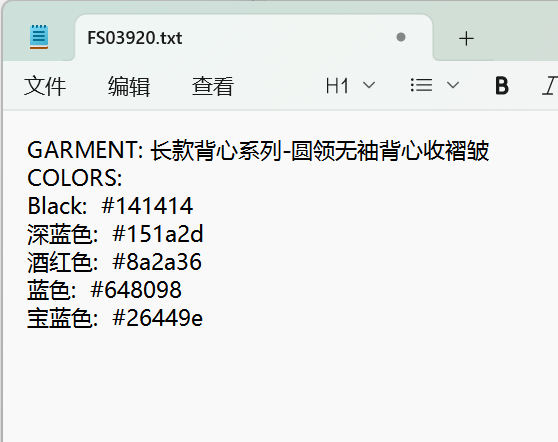 FS03920.txt
文件 编辑 查看 H1 B I
GARMENT: 长款背心系列-圆领无袖背心收褶皱
COLORS:
Black: #141414
深蓝色: #151a2d
酒红色: #8a2a36
蓝色: #648098
宝蓝色: #26449e